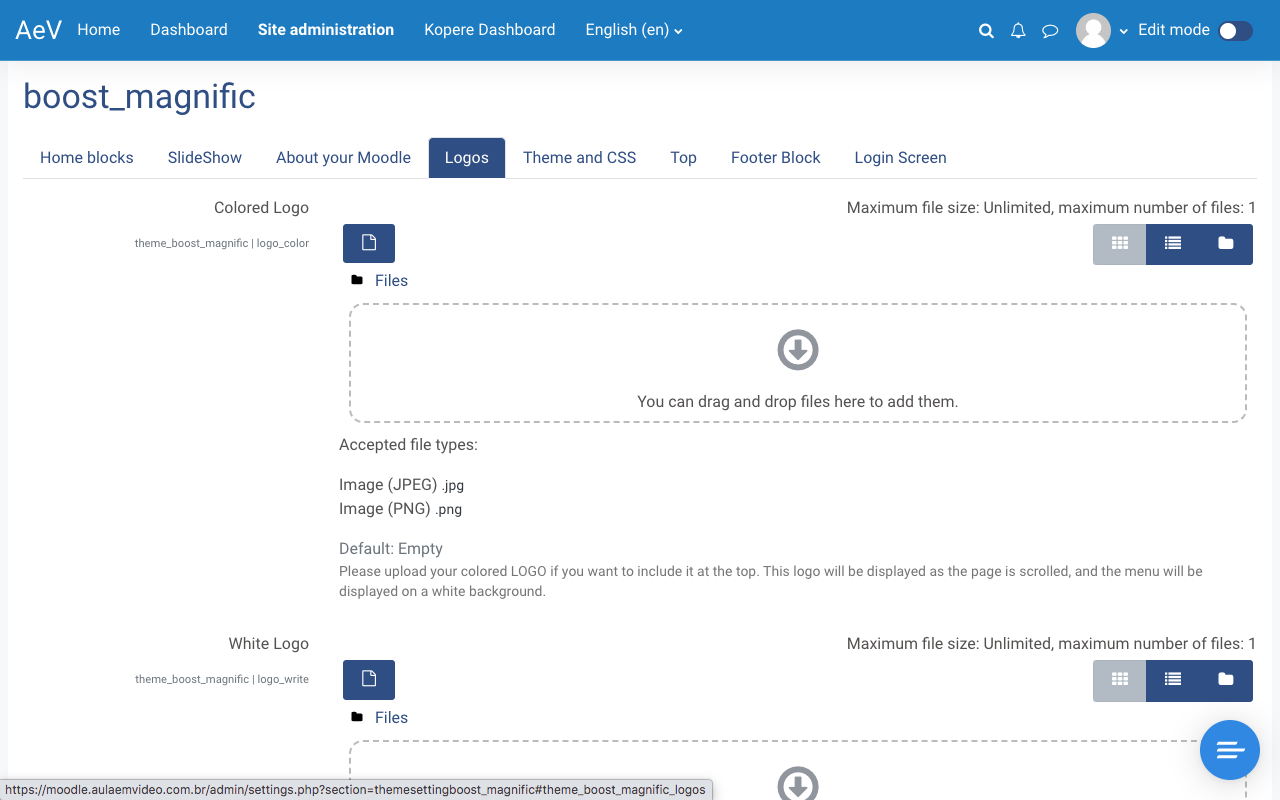 AeV Home Dashboard Site administration Kopere Dashboard English (en) Edit mode
boost_magnific
Home blocks SlideShow About your Moodle Logos Theme and CSS Top Footer Block Login Screen
Colored Logo Maximum file size: Unlimited, maximum number of files: 1
theme_boost_magnific | logo_color
Files
You can drag and drop files here to add them.
Accepted file types:
Image (JPEG) .jpg
Image (PNG) .png
Default: Empty
Please upload your colored LOGO if you want to include it at the top. This logo will be displayed as the page is scrolled, and the menu will be
displayed on a white background.
White Logo Maximum file size: Unlimited, maximum number of files: 1
theme_boost_magnific | logo_write
Files
https://moodle.aulaemvideo.com.br/admin/settings.php?section=themesettingboost_magnific#theme_boost_magnific_logos